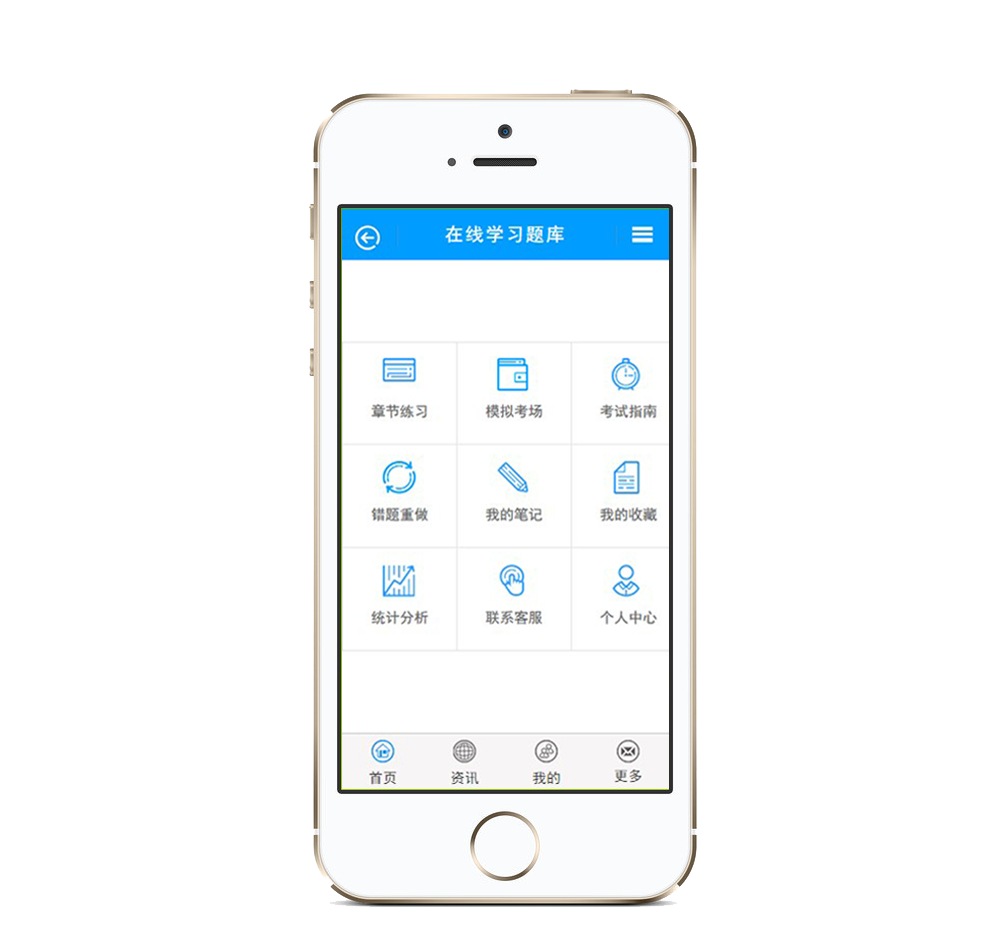 在线学习题库
章节练习 模拟考场 考试指南
错题重做 我的笔记 我的收藏
统计分析 联系客服 个人中心
首页 资讯 我的 更多